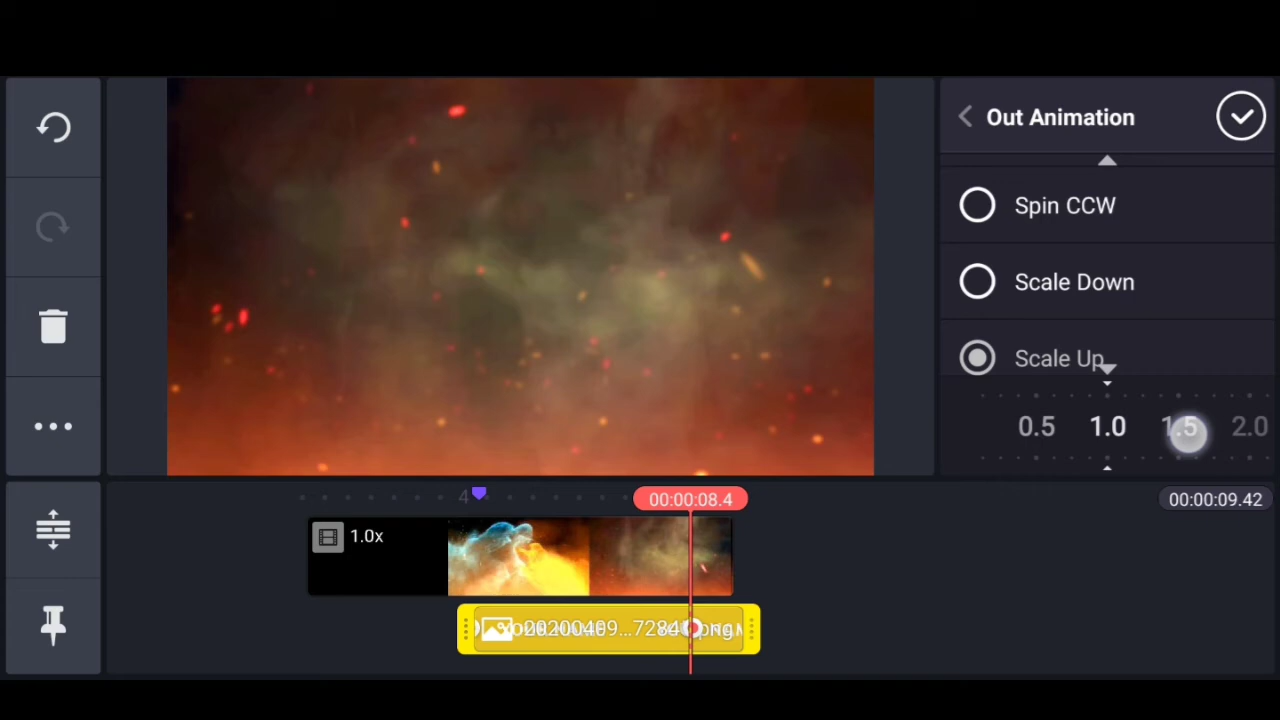 Out Animation
Spin CCW
Scale Down
Scale Up
0.5 1.0 1.5 2.0
4
00:00:08.4
00:00:09.42
1.0x